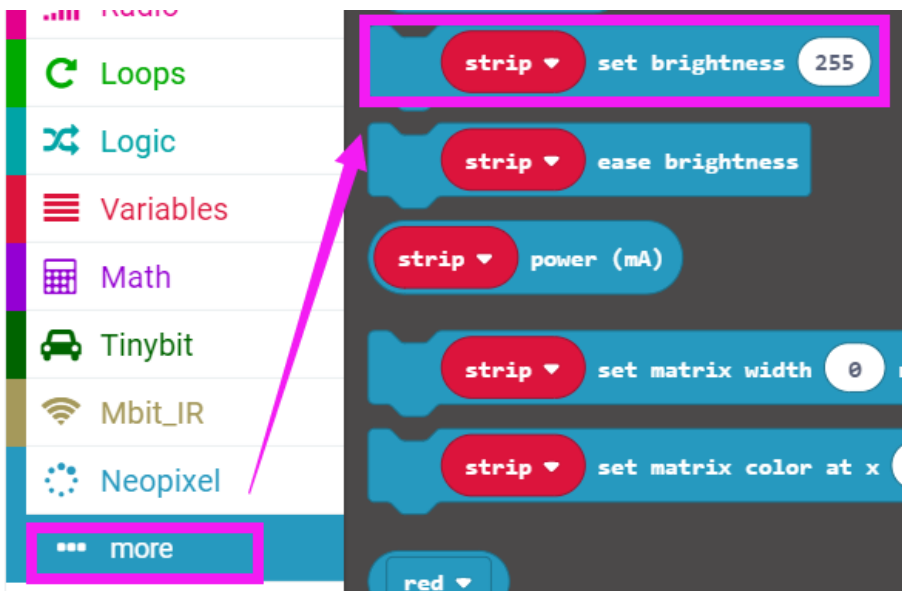 Radio
Loops
Logic
Variables
Math
Tinybit
Mbit_IR
Neopixel
more
strip set brightness 255
strip ease brightness
strip power (mA)
strip set matrix width 0
strip set matrix color at x
red